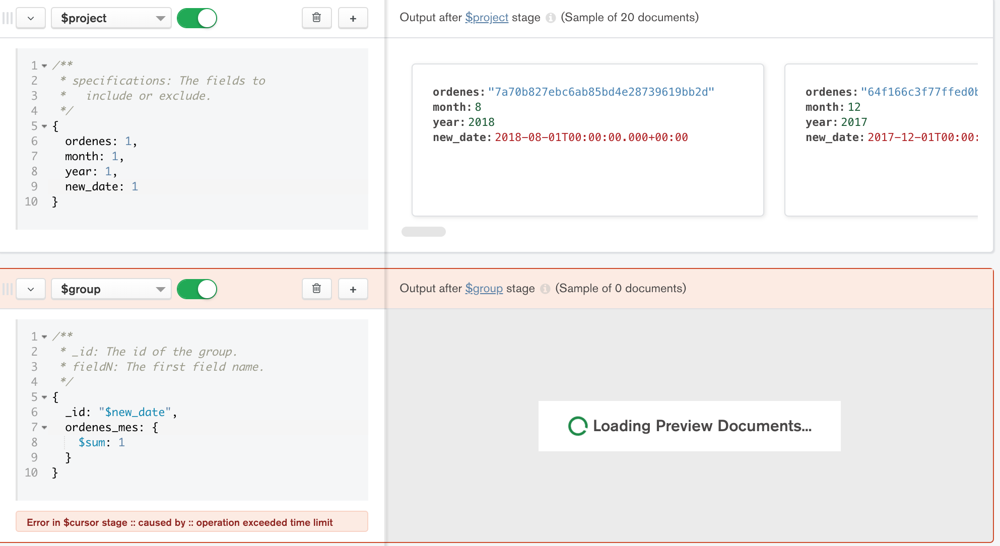 $project
Output after $project stage (Sample of 20 documents)
1 /**
2 * specifications: The fields to
3 * include or exclude.
4 */
5 {
6 ordenes: 1,
7 month: 1,
8 year: 1,
9 new_date: 1
10 }
ordenes: "7a70b827ebc6ab85bd4e28739619bb2d"
month: 8
year: 2018
new_date: 2018-08-01T00:00:00.000+00:00
ordenes: "64f166c3f77ffed0b
month: 12
year: 2017
new_date: 2017-12-01T00:00:
$group
Output after $group stage (Sample of 0 documents)
1 /**
2 * _id: The id of the group.
3 * fieldN: The first field name.
4 */
5 {
6 _id: "$new_date",
7 ordenes_mes: {
8 $sum: 1
9 }
10 }
Loading Preview Documents...
Error in $cursor stage :: caused by :: operation exceeded time limit